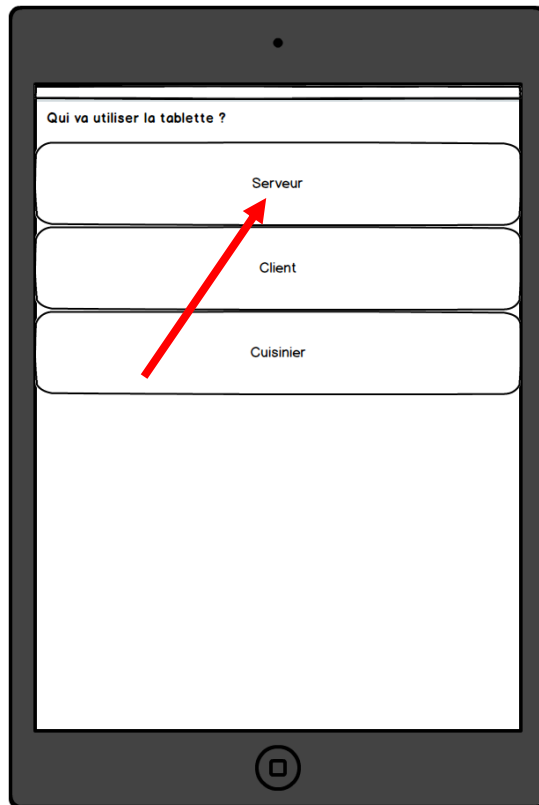 Qui va utiliser la tablette ?
Serveur
Client
Cuisinier